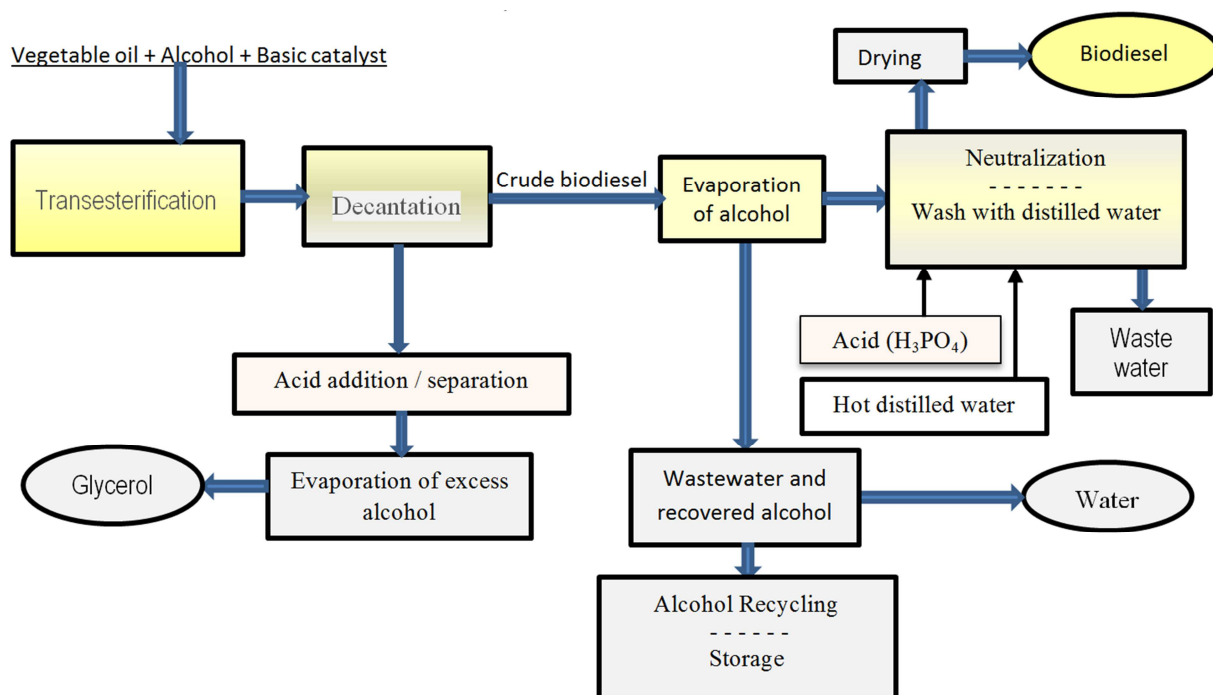 Vegetable oil + Alcohol + Basic catalyst
Drying
Biodiesel
Transesterification
Decantation
Crude biodiesel
Evaporation
of alcohol
Neutralization
- - - - - - -
Wash with distilled water
Acid (H₃PO₄)
Hot distilled water
Waste
water
Acid addition / separation
Glycerol
Evaporation of excess
alcohol
Wastewater and
recovered alcohol
Water
Alcohol Recycling
- - - - - -
Storage